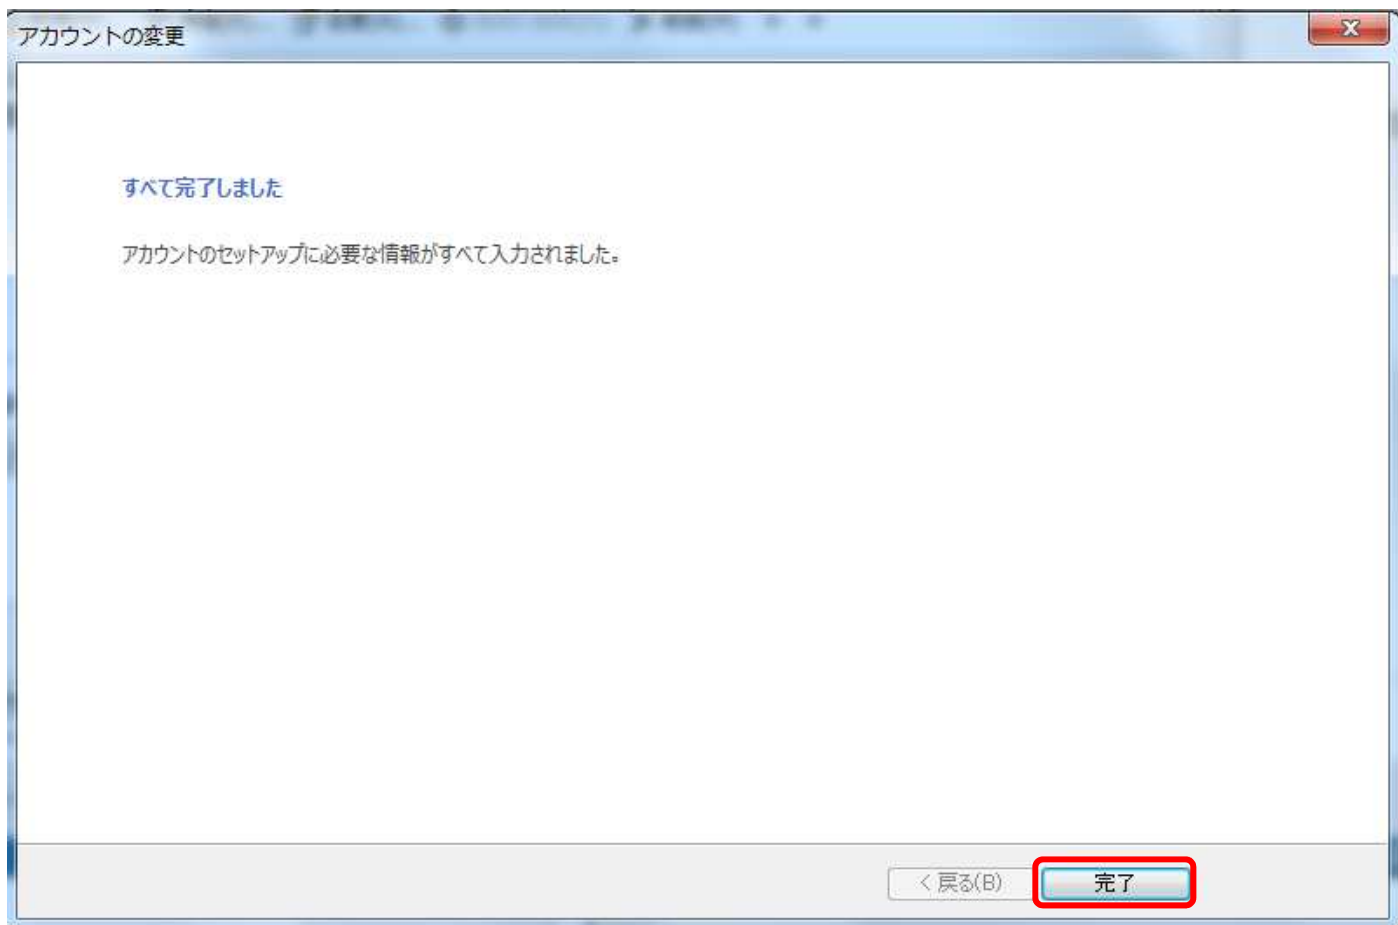 アカウントの変更
すべて完了しました
アカウントのセットアップに必要な情報がすべて入力されました。
< 戻る(B)
完了